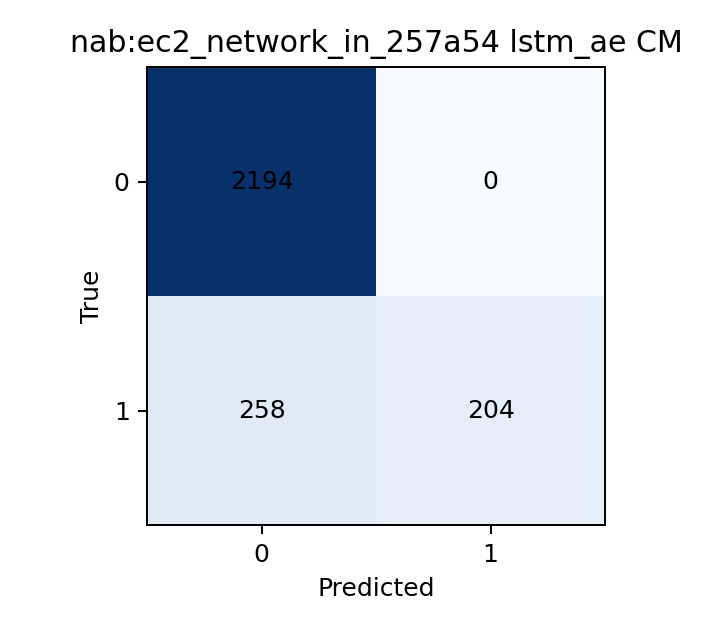 nab:ec2_network_in_257a54 lstm_ae CM
0
2194
0
True
1
258
204
0
1
Predicted